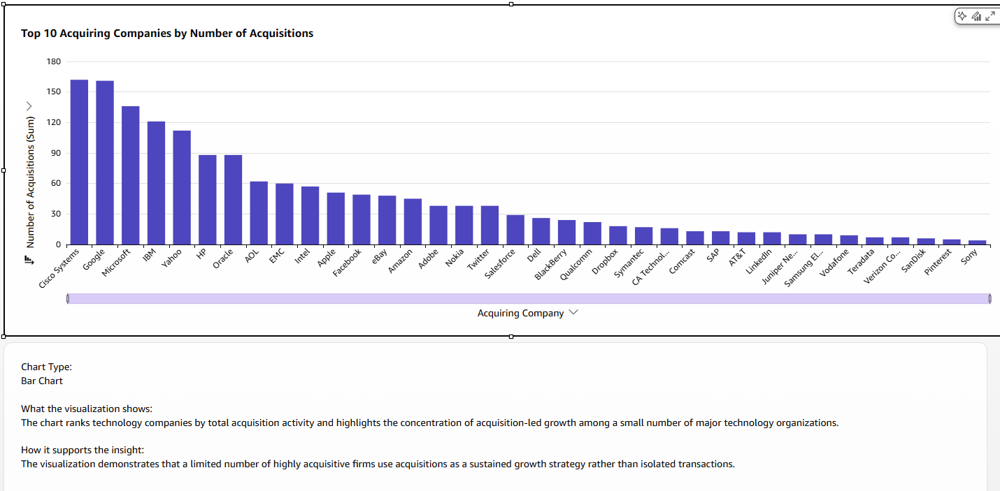 Top 10 Acquiring Companies by Number of Acquisitions
Number of Acquisitions (Sum)
180
150
120
90
60
30
0
Cisco Systems
Google
Microsoft
IBM
Yahoo
HP
Oracle
AOL
EMC
Intel
Apple
Facebook
eBay
Amazon
Adobe
Nokia
Twitter
Salesforce
Dell
BlackBerry
Qualcomm
Dropbox
Symantec
CA Technol...
Comcast
SAP
AT&T
LinkedIn
Juniper Ne...
Samsung El...
Vodafone
Teradata
Verizon Co...
SanDisk
Pinterest
Sony
Acquiring Company
Chart Type:
Bar Chart
What the visualization shows:
The chart ranks technology companies by total acquisition activity and highlights the concentration of acquisition-led growth among a small number of major technology organizations.
How it supports the insight:
The visualization demonstrates that a limited number of highly acquisitive firms use acquisitions as a sustained growth strategy rather than isolated transactions.